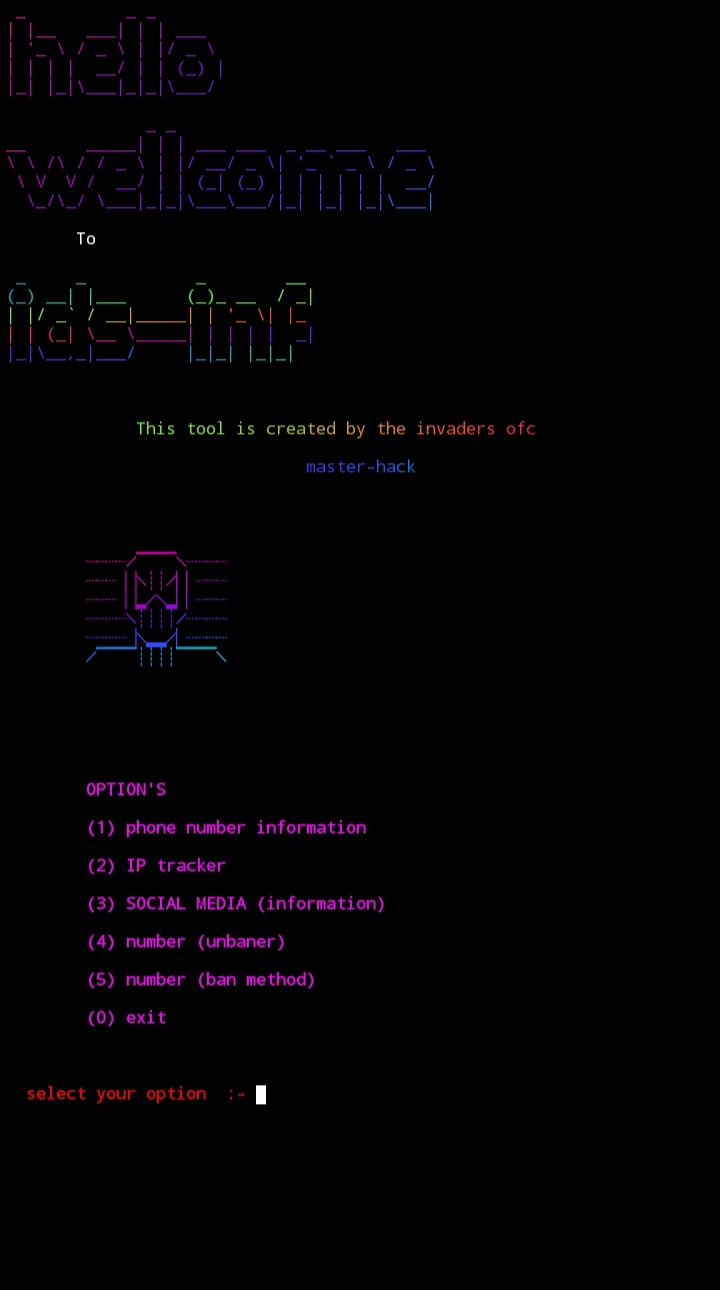 hello
wellcome
To
ids-inf
This tool is created by the invaders ofc
master-hack
OPTION'S
(1) phone number information
(2) IP tracker
(3) SOCIAL MEDIA (information)
(4) number (unbaner)
(5) number (ban method)
(0) exit
select your option :-